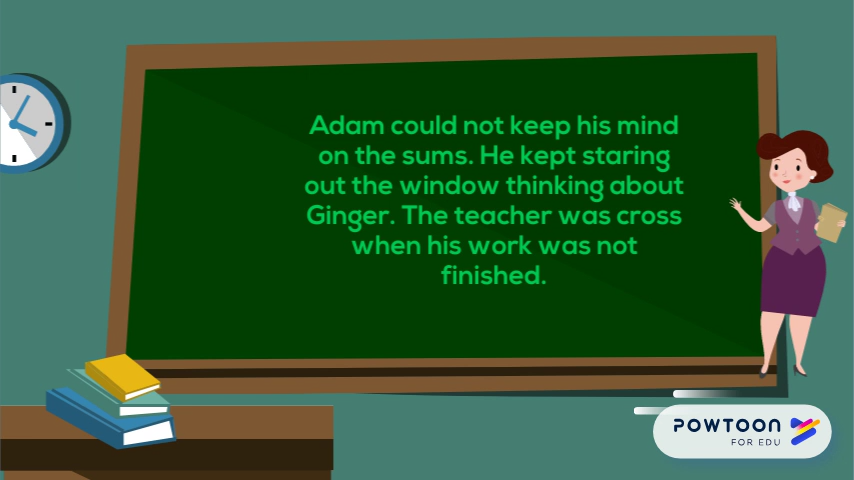 Adam could not keep his mind
on the sums. He kept staring
out the window thinking about
Ginger. The teacher was cross
when his work was not
finished.
POWTOON
FOR EDU